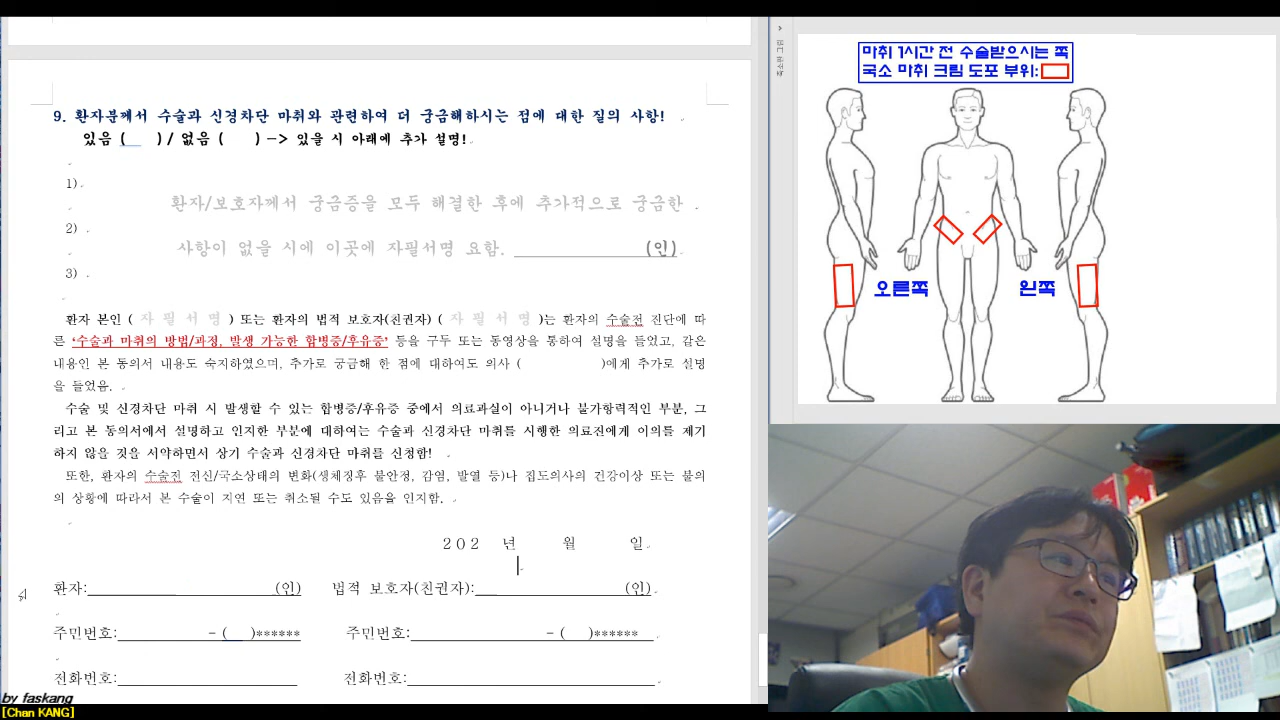 9. 환자분께서 수술과 신경차단 마취와 관련하여 더 궁금해하시는 점에 대한 질의 사항!
있음 (    ) / 없음 (    ) -> 있을 시 아래에 추가 설명!
1)
환자/보호자께서 궁금증을 모두 해결한 후에 추가적으로 궁금한
2)
사항이 없을 시에 이곳에 자필서명 요함. ____________(인)
3)
환자 본인 ( 자 필 서 명 ) 또는 환자의 법적 보호자(친권자) ( 자 필 서 명 )는 환자의 수술전 진단에 따
른 '수술과 마취의 방법/과정, 발생 가능한 합병증/후유증' 등을 구두 또는 동영상을 통하여 설명을 들었고, 같은
내용인 본 동의서 내용도 숙지하였으며, 추가로 궁금해 한 점에 대하여도 의사 (            )에게 추가로 설명
을 들었음.
수술 및 신경차단 마취 시 발생할 수 있는 합병증/후유증 중에서 의료과실이 아니거나 불가항력적인 부분, 그
리고 본 동의서에서 설명하고 인지한 부분에 대하여는 수술과 신경차단 마취를 시행한 의료진에게 이의를 제기
하지 않을 것을 서약하면서 상기 수술과 신경차단 마취를 신청함!
또한, 환자의 수술전 전신/국소상태의 변화(생체징후 불안정, 감염, 발열 등)나 집도의사의 건강이상 또는 불의
의 상황에 따라서 본 수술이 지연 또는 취소될 수도 있음을 인지함.
202   년     월     일
환자:____________(인)   법적 보호자(친권자):____________(인)
주민번호:__________ - (    )******   주민번호:__________ - (    )******
전화번호:____________   전화번호:____________
by faskang
[Chan KANG]
축소판 그림
마취 1시간 전 수술받으시는 쪽
국소 마취 크림 도포 부위:
오른쪽   왼쪽